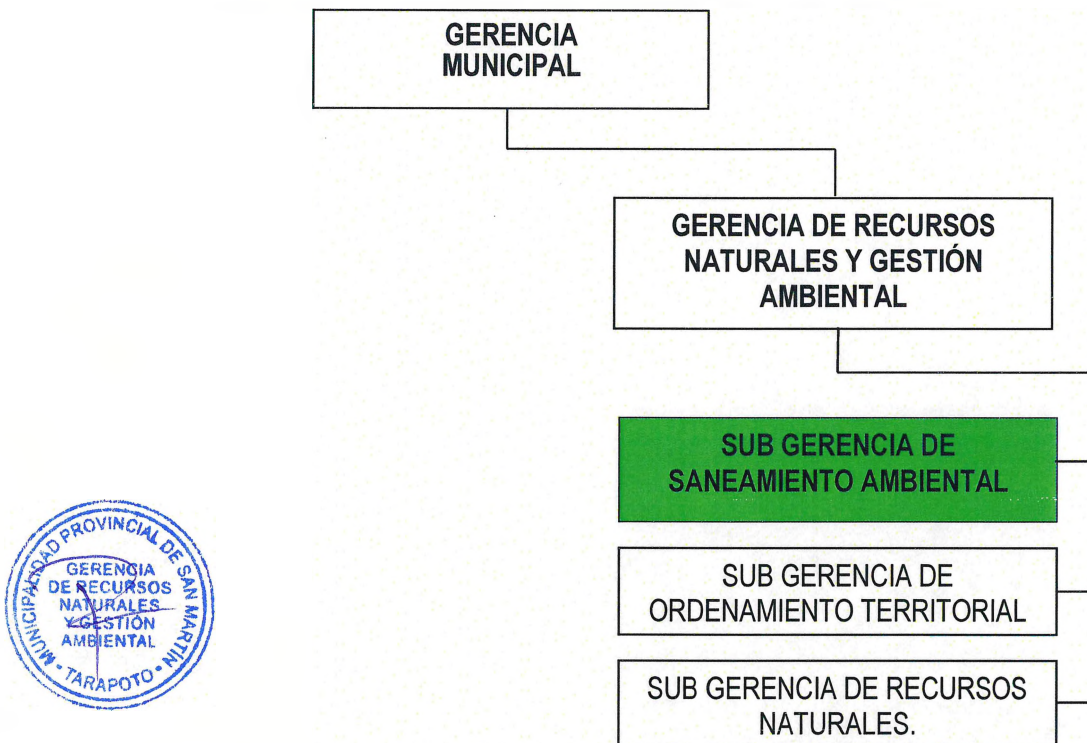 GERENCIA
MUNICIPAL
GERENCIA DE RECURSOS
NATURALES Y GESTIÓN
AMBIENTAL
SUB GERENCIA DE
SANEAMIENTO AMBIENTAL
SUB GERENCIA DE
ORDENAMIENTO TERRITORIAL
SUB GERENCIA DE RECURSOS
NATURALES.
MUNICIPALIDAD PROVINCIAL DE SAN MARTIN
GERENCIA
DE RECURSOS
NATURALES
Y GESTIÓN
AMBIENTAL
TARAPOTO